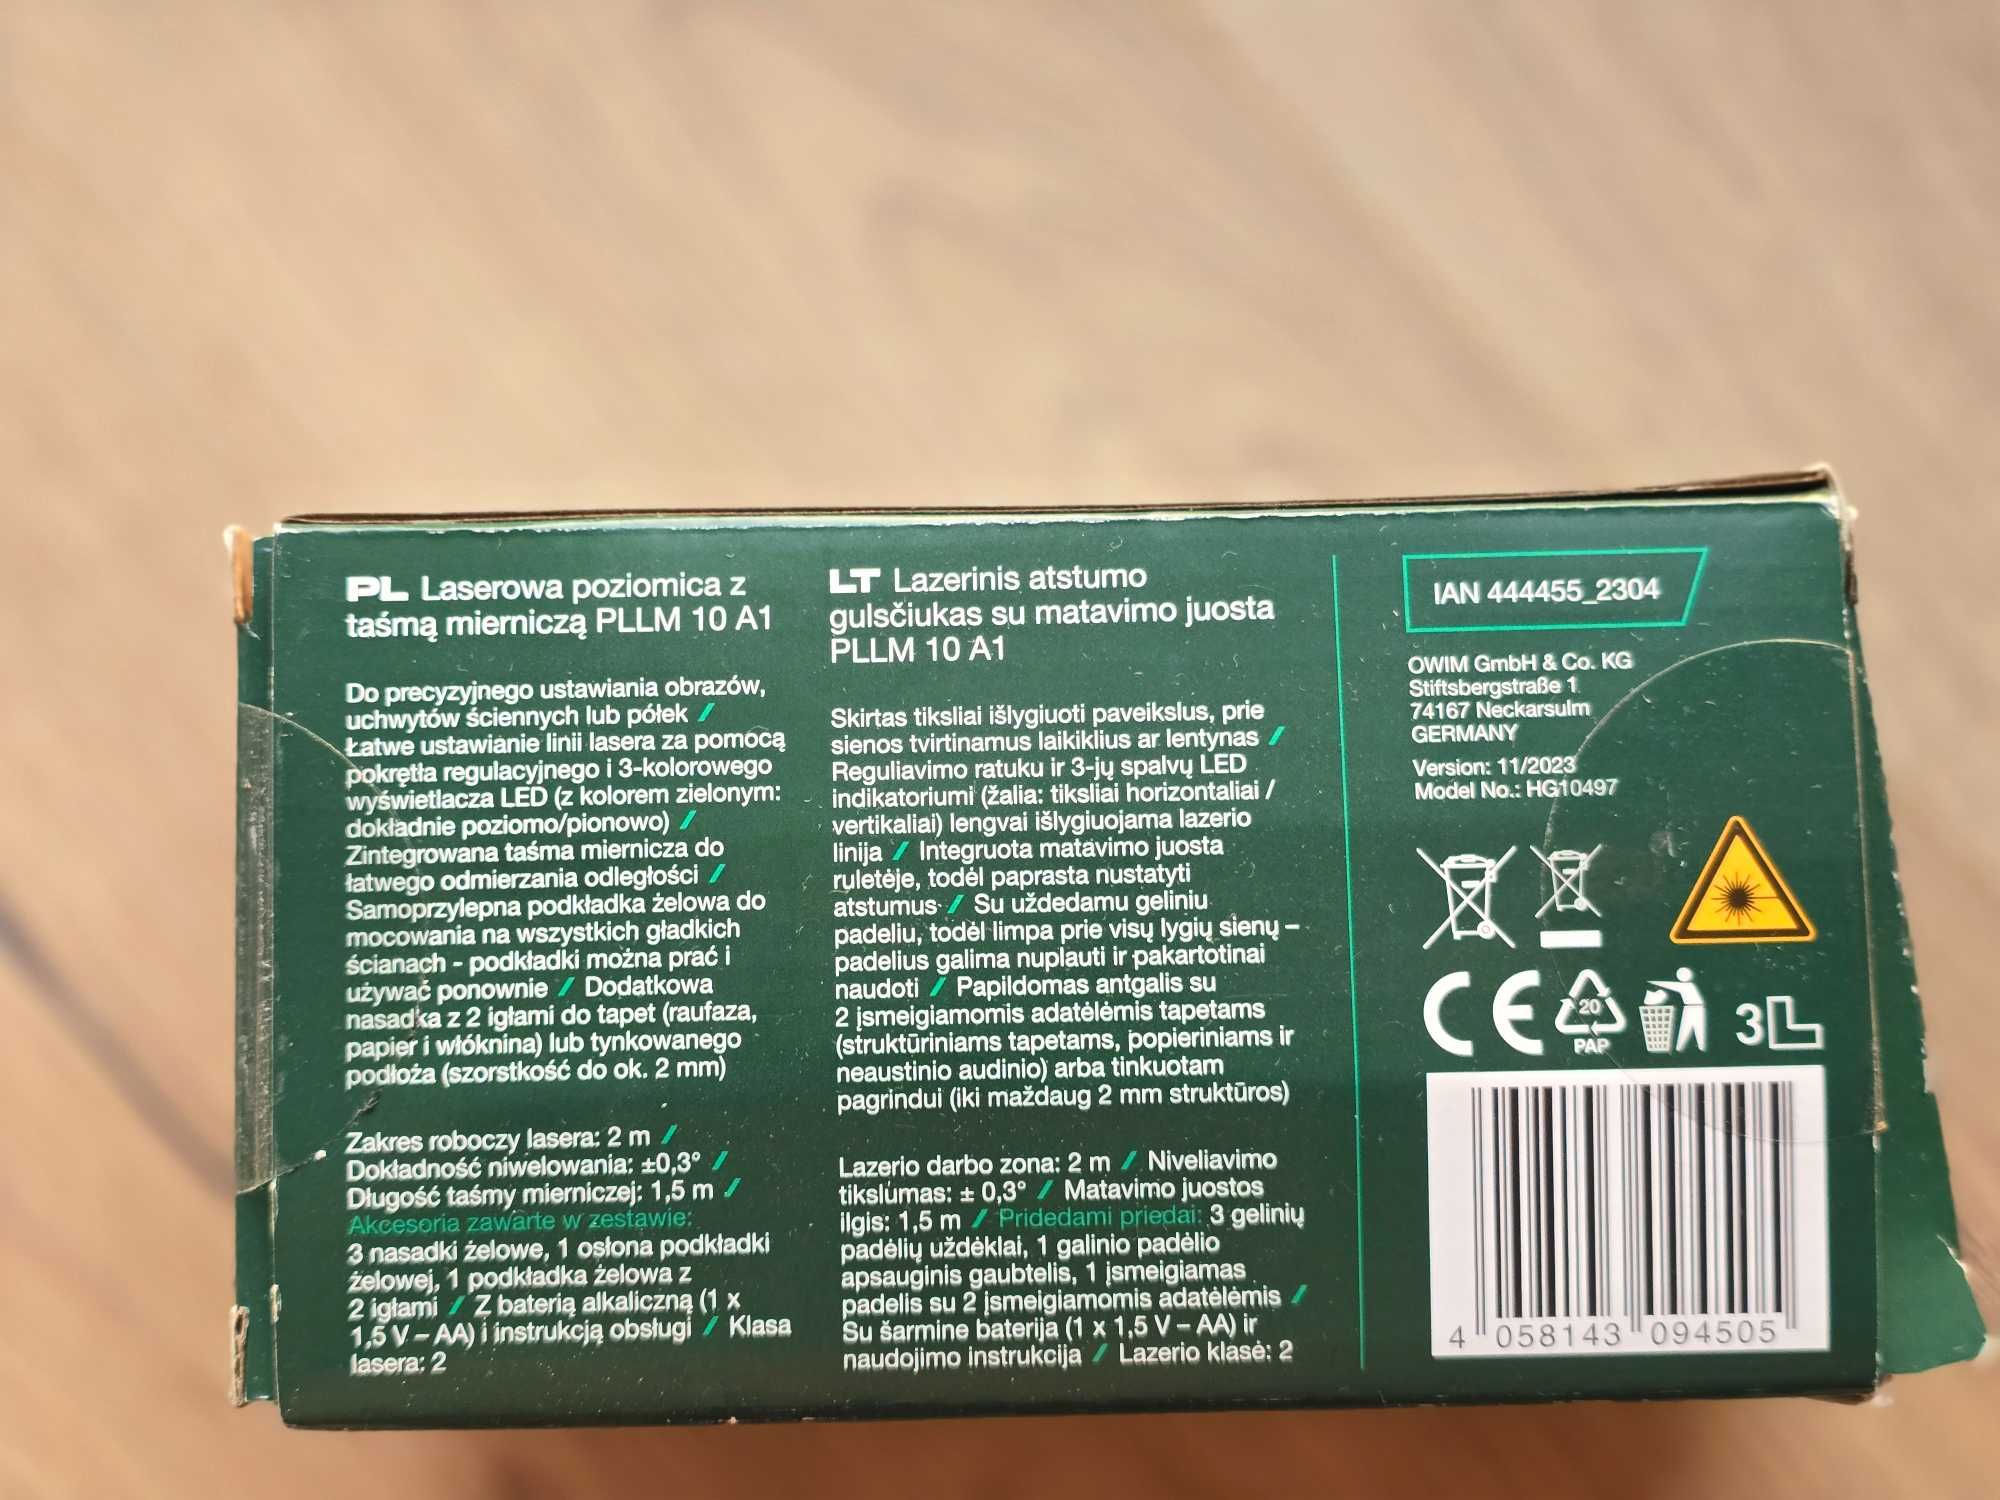 PL Laserowa poziomica z
taśmą mierniczą PLLM 10 A1
Do precyzyjnego ustawiania obrazów,
uchwytów ściennych lub półek /
Łatwe ustawianie linii lasera za pomocą
pokrętła regulacyjnego i 3-kolorowego
wyświetlacza LED (z kolorem zielonym:
dokładnie poziomo/pionowo) /
Zintegrowana taśma miernicza do
łatwego odmierzania odległości /
Samoprzylepna podkładka żelowa do
mocowania na wszystkich gładkich
ścianach - podkładki można prać i
używać ponownie / Dodatkowa
nasadka z 2 igłami do tapet (raufaza,
papier i włóknina) lub tynkowanego
podłoża (szorstkość do ok. 2 mm)
Zakres roboczy lasera: 2 m /
Dokładność niwelowania: ±0,3° /
Długość taśmy mierniczej: 1,5 m /
Akcesoria zawarte w zestawie:
3 nasadki żelowe, 1 osłona podkładki
żelowej, 1 podkładka żelowa z
2 igłami / Z baterią alkaliczną (1 x
1,5 V – AA) i instrukcją obsługi / Klasa
lasera: 2
LT Lazerinis atstumo
gulsčiukas su matavimo juosta
PLLM 10 A1
Skirtas tiksliai išlygiuoti paveikslus, prie
sienos tvirtinamus laikiklius ar lentynas /
Reguliavimo ratuku ir 3-jų spalvų LED
indikatoriumi (žalia: tiksliai horizontaliai /
vertikaliai) lengvai išlygiuojama lazerio
linija / Integruota matavimo juosta
ruletėje, todėl paprasta nustatyti
atstumus / Su uždedamu geliniu
padeliu, todėl limpa prie visų lygių sienų –
padelius galima nuplauti ir pakartotinai
naudoti / Papildomas antgalis su
2 įsmeigiamomis adatėlėmis tapetams
(struktūriniams tapetams, popieriniams ir
neaustinio audinio) arba tinkuotam
pagrindui (iki maždaug 2 mm struktūros)
Lazerio darbo zona: 2 m / Niveliavimo
tikslumas: ± 0,3° / Matavimo juostos
ilgis: 1,5 m / Pridedami priedai: 3 gelinių
padėlių uždėklai, 1 galinio padėlio
apsauginis gaubtelis, 1 įsmeigiamas
padelis su 2 įsmeigiamomis adatėlėmis /
Su šarmine baterija (1 x 1,5 V – AA) ir
naudojimo instrukcija / Lazerio klasė: 2
IAN 444455_2304
OWIM GmbH & Co. KG
Stiftsbergstraße 1
74167 Neckarsulm
GERMANY
Version: 11/2023
Model No.: HG10497
CE
20
PAP
3L
4 058143 094505